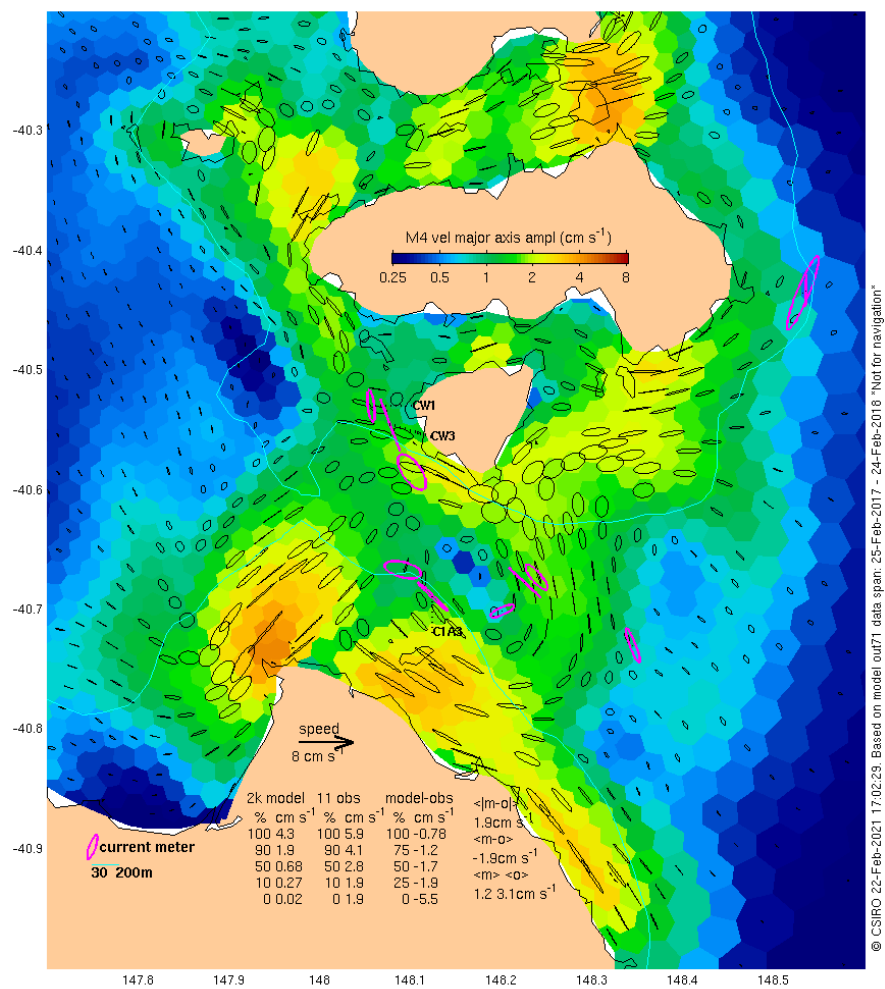 -40.3
-40.4
-40.5
-40.6
-40.7
-40.8
-40.9
M4 vel major axis ampl (cm s⁻¹)
0.25 0.5 1 2 4 8
CW1
CW3
C1A3
speed
8 cm s⁻¹
2k model 11 obs model-obs
% cm s⁻¹ % cm s⁻¹ % cm s⁻¹
100 4.3 100 5.9 100 -0.78
90 1.9 90 4.1 75 -1.2
50 0.68 50 2.8 50 -1.7
10 0.27 10 1.9 25 -1.9
0 0.02 0 1.9 0 -5.5
<|m-o|>
1.9cm s⁻¹
<m-o>
-1.9cm s⁻¹
<m> <o>
1.2 3.1cm s⁻¹
current meter
30 200m
147.8 147.9 148 148.1 148.2 148.3 148.4 148.5
© CSIRO 22-Feb-2021 17:02:29. Based on model out71 data span: 25-Feb-2017 - 24-Feb-2018 "Not for navigation"